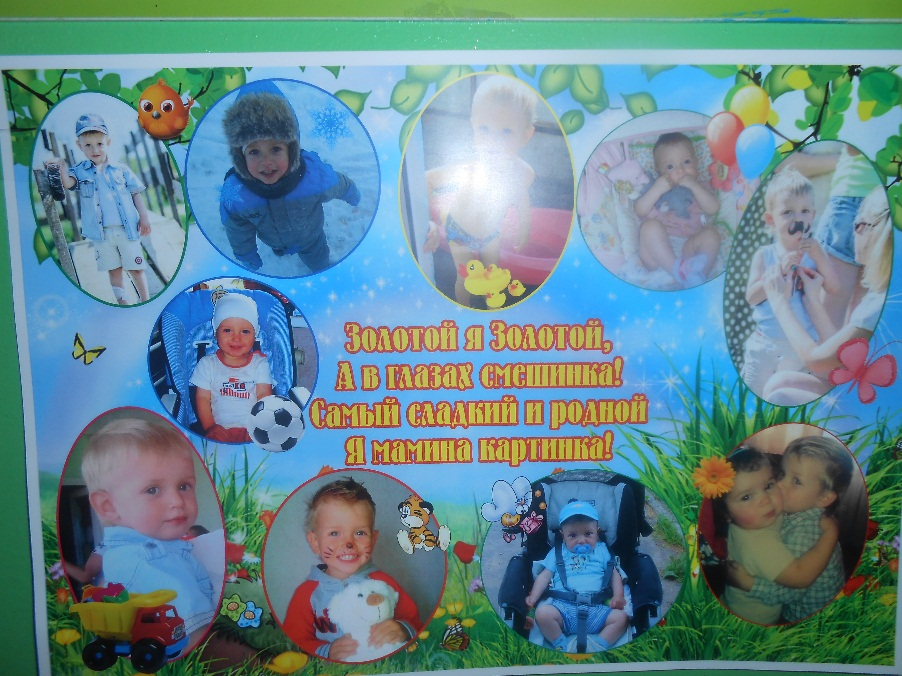 Золотой я Золотой,
А в глазах смешинка!
Самый сладкий и родной
Я мамина картинка!